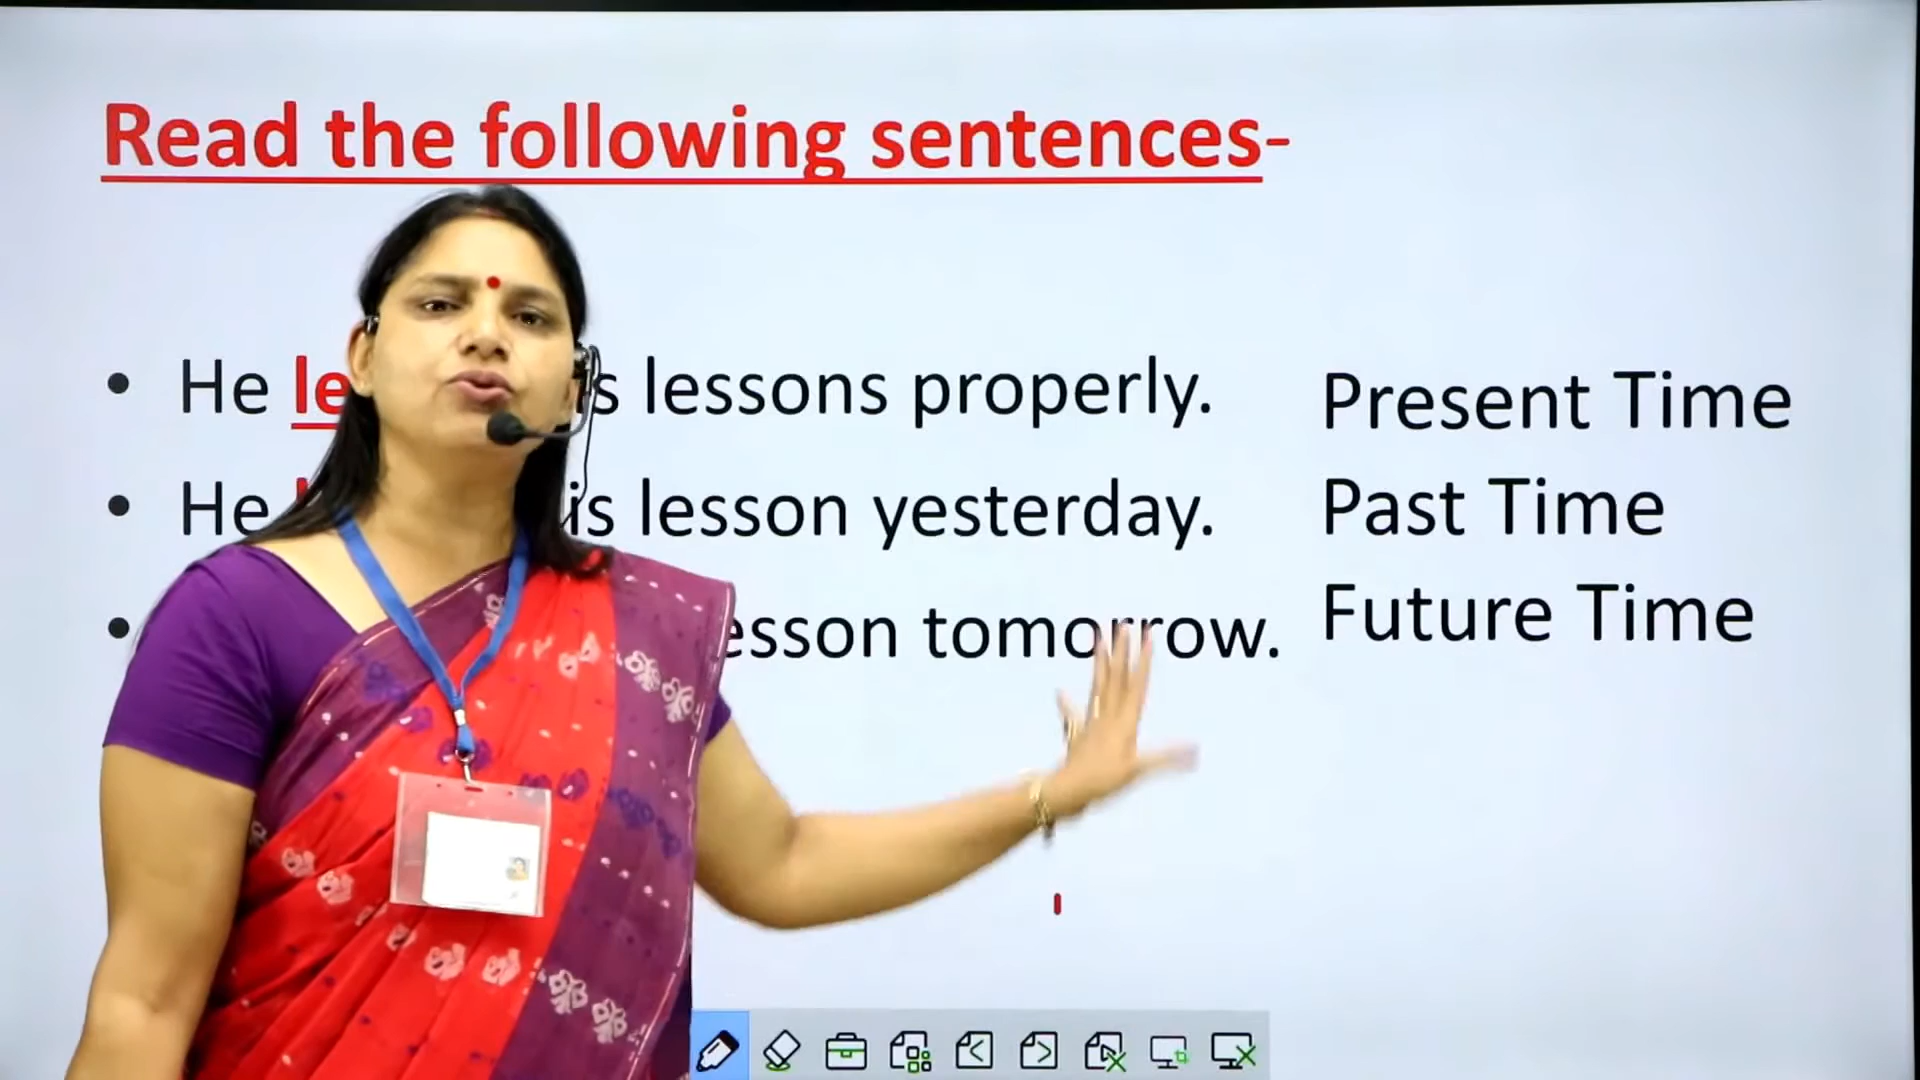 Read the following sentences-
• He le is lessons properly. Present Time
• He is lesson yesterday. Past Time
• esson tomorrow. Future Time